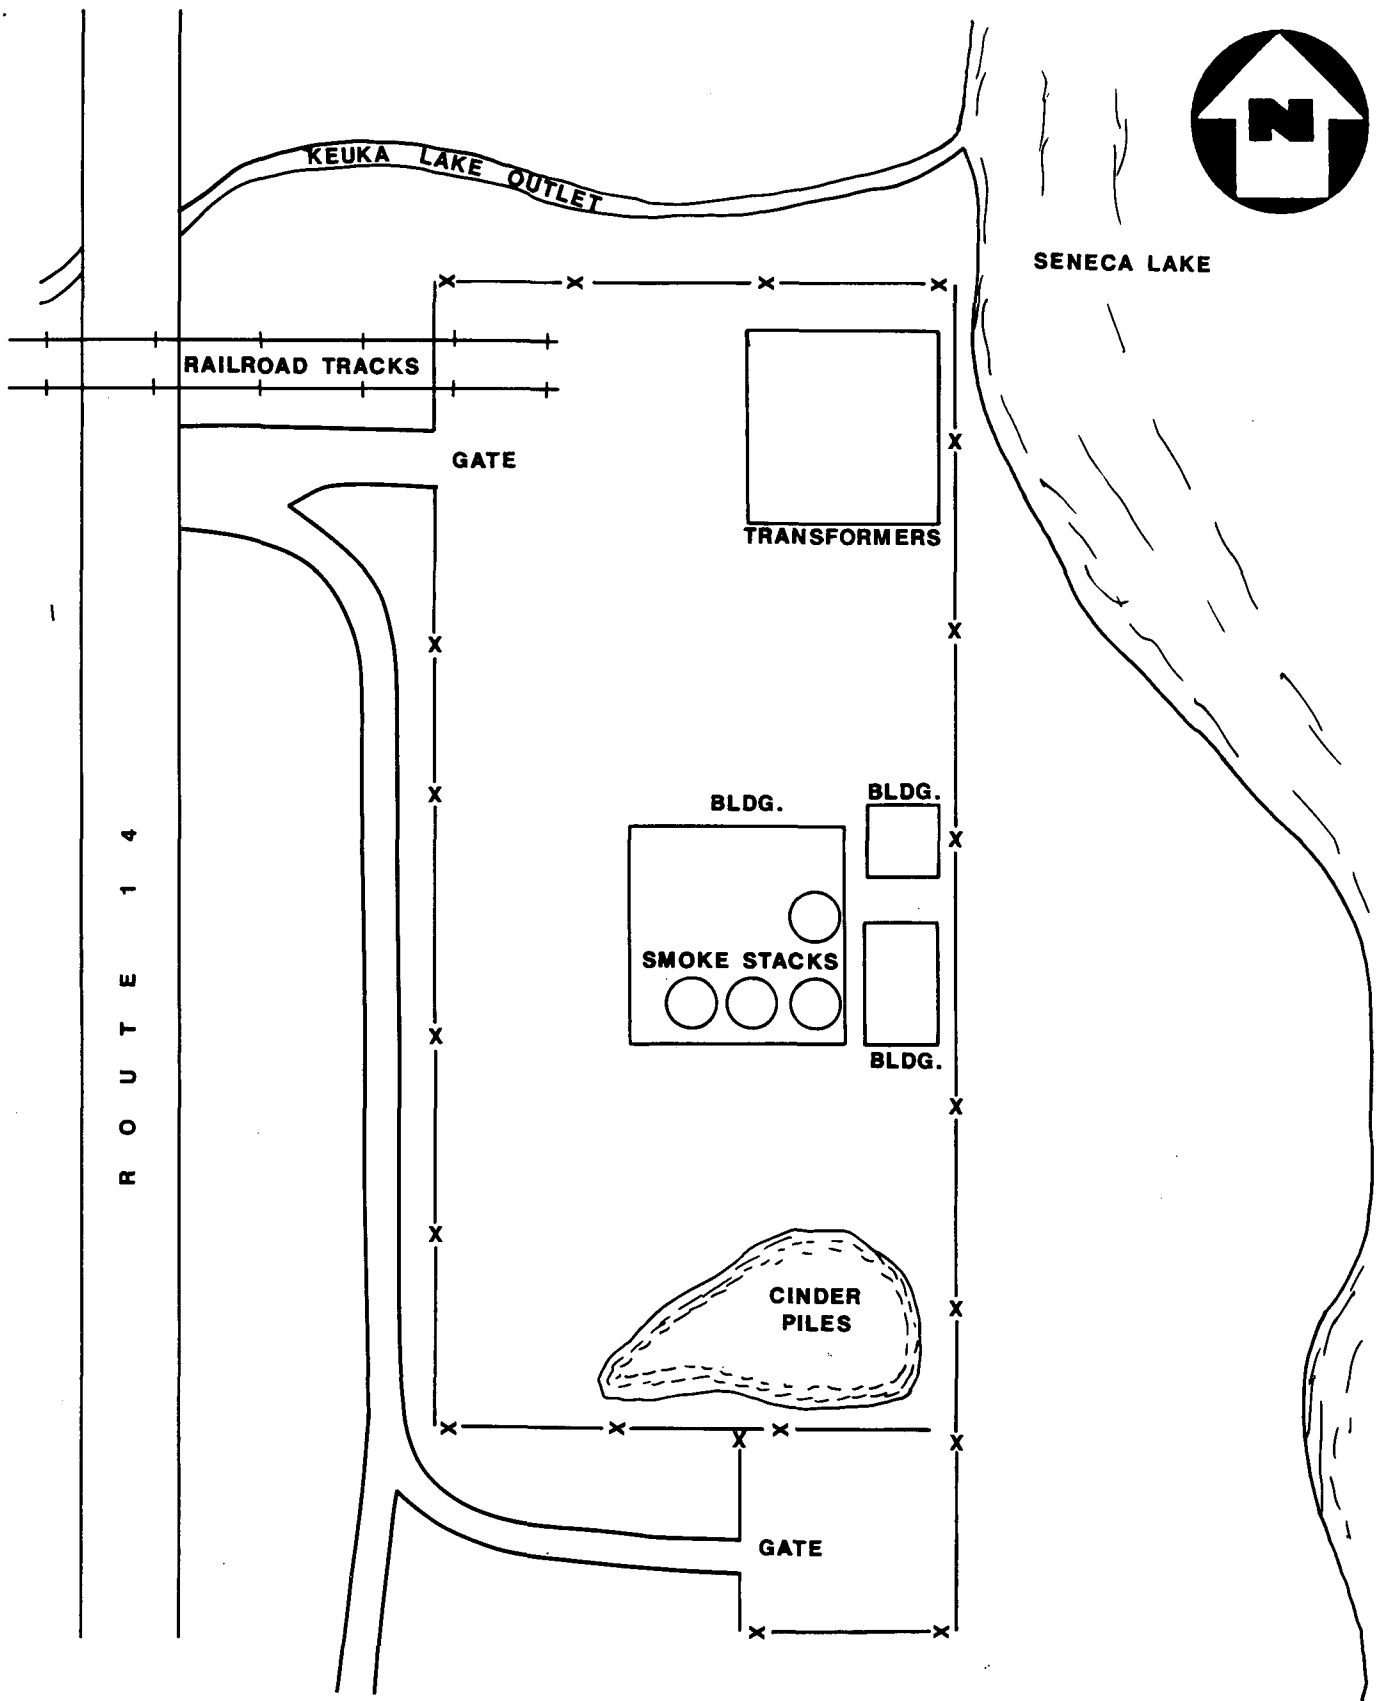 N
KEUKA LAKE OUTLET
SENECA LAKE
RAILROAD TRACKS
GATE
TRANSFORMERS
BLDG.
BLDG.
SMOKE STACKS
BLDG.
ROUTE 14
CINDER
PILES
GATE